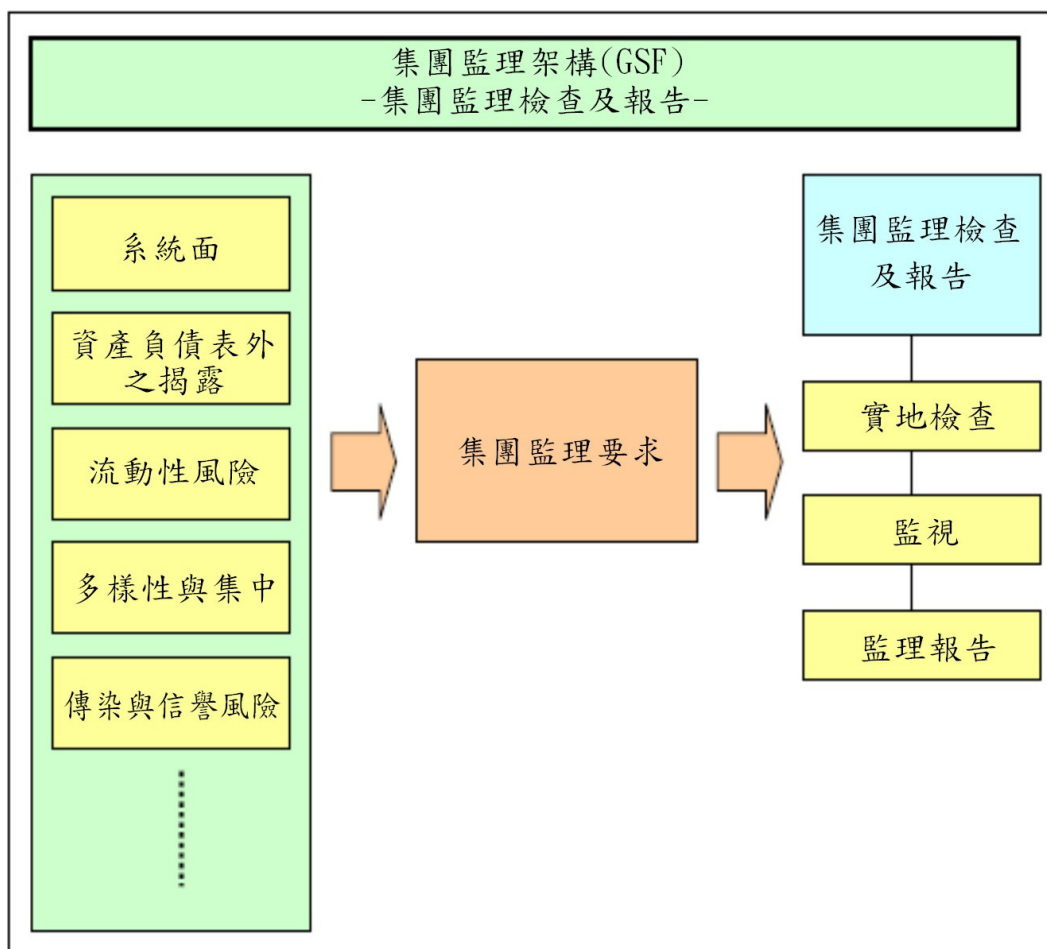 集團監理架構(GSF)
-集團監理檢查及報告-
系統面
資產負債表外
之揭露
流動性風險
多樣性與集中
傳染與信譽風險
集團監理要求
集團監理檢查
及報告
實地檢查
監視
監理報告